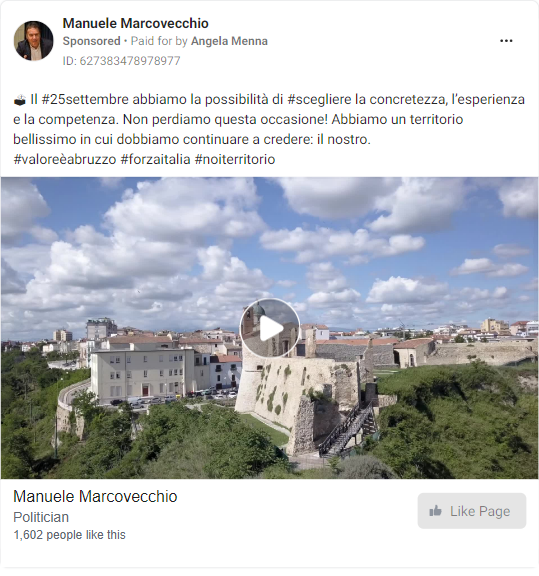 Manuele Marcovecchio
Sponsored • Paid for by Angela Menna
ID: 627383478978977
🗳 Il #25settembre abbiamo la possibilità di #scegliere la concretezza, l'esperienza
e la competenza. Non perdiamo questa occasione! Abbiamo un territorio
bellissimo in cui dobbiamo continuare a credere: il nostro.
#valoreèabruzzo #forzaitalia #noiterritorio
Manuele Marcovecchio
Politician
1,602 people like this
Like Page